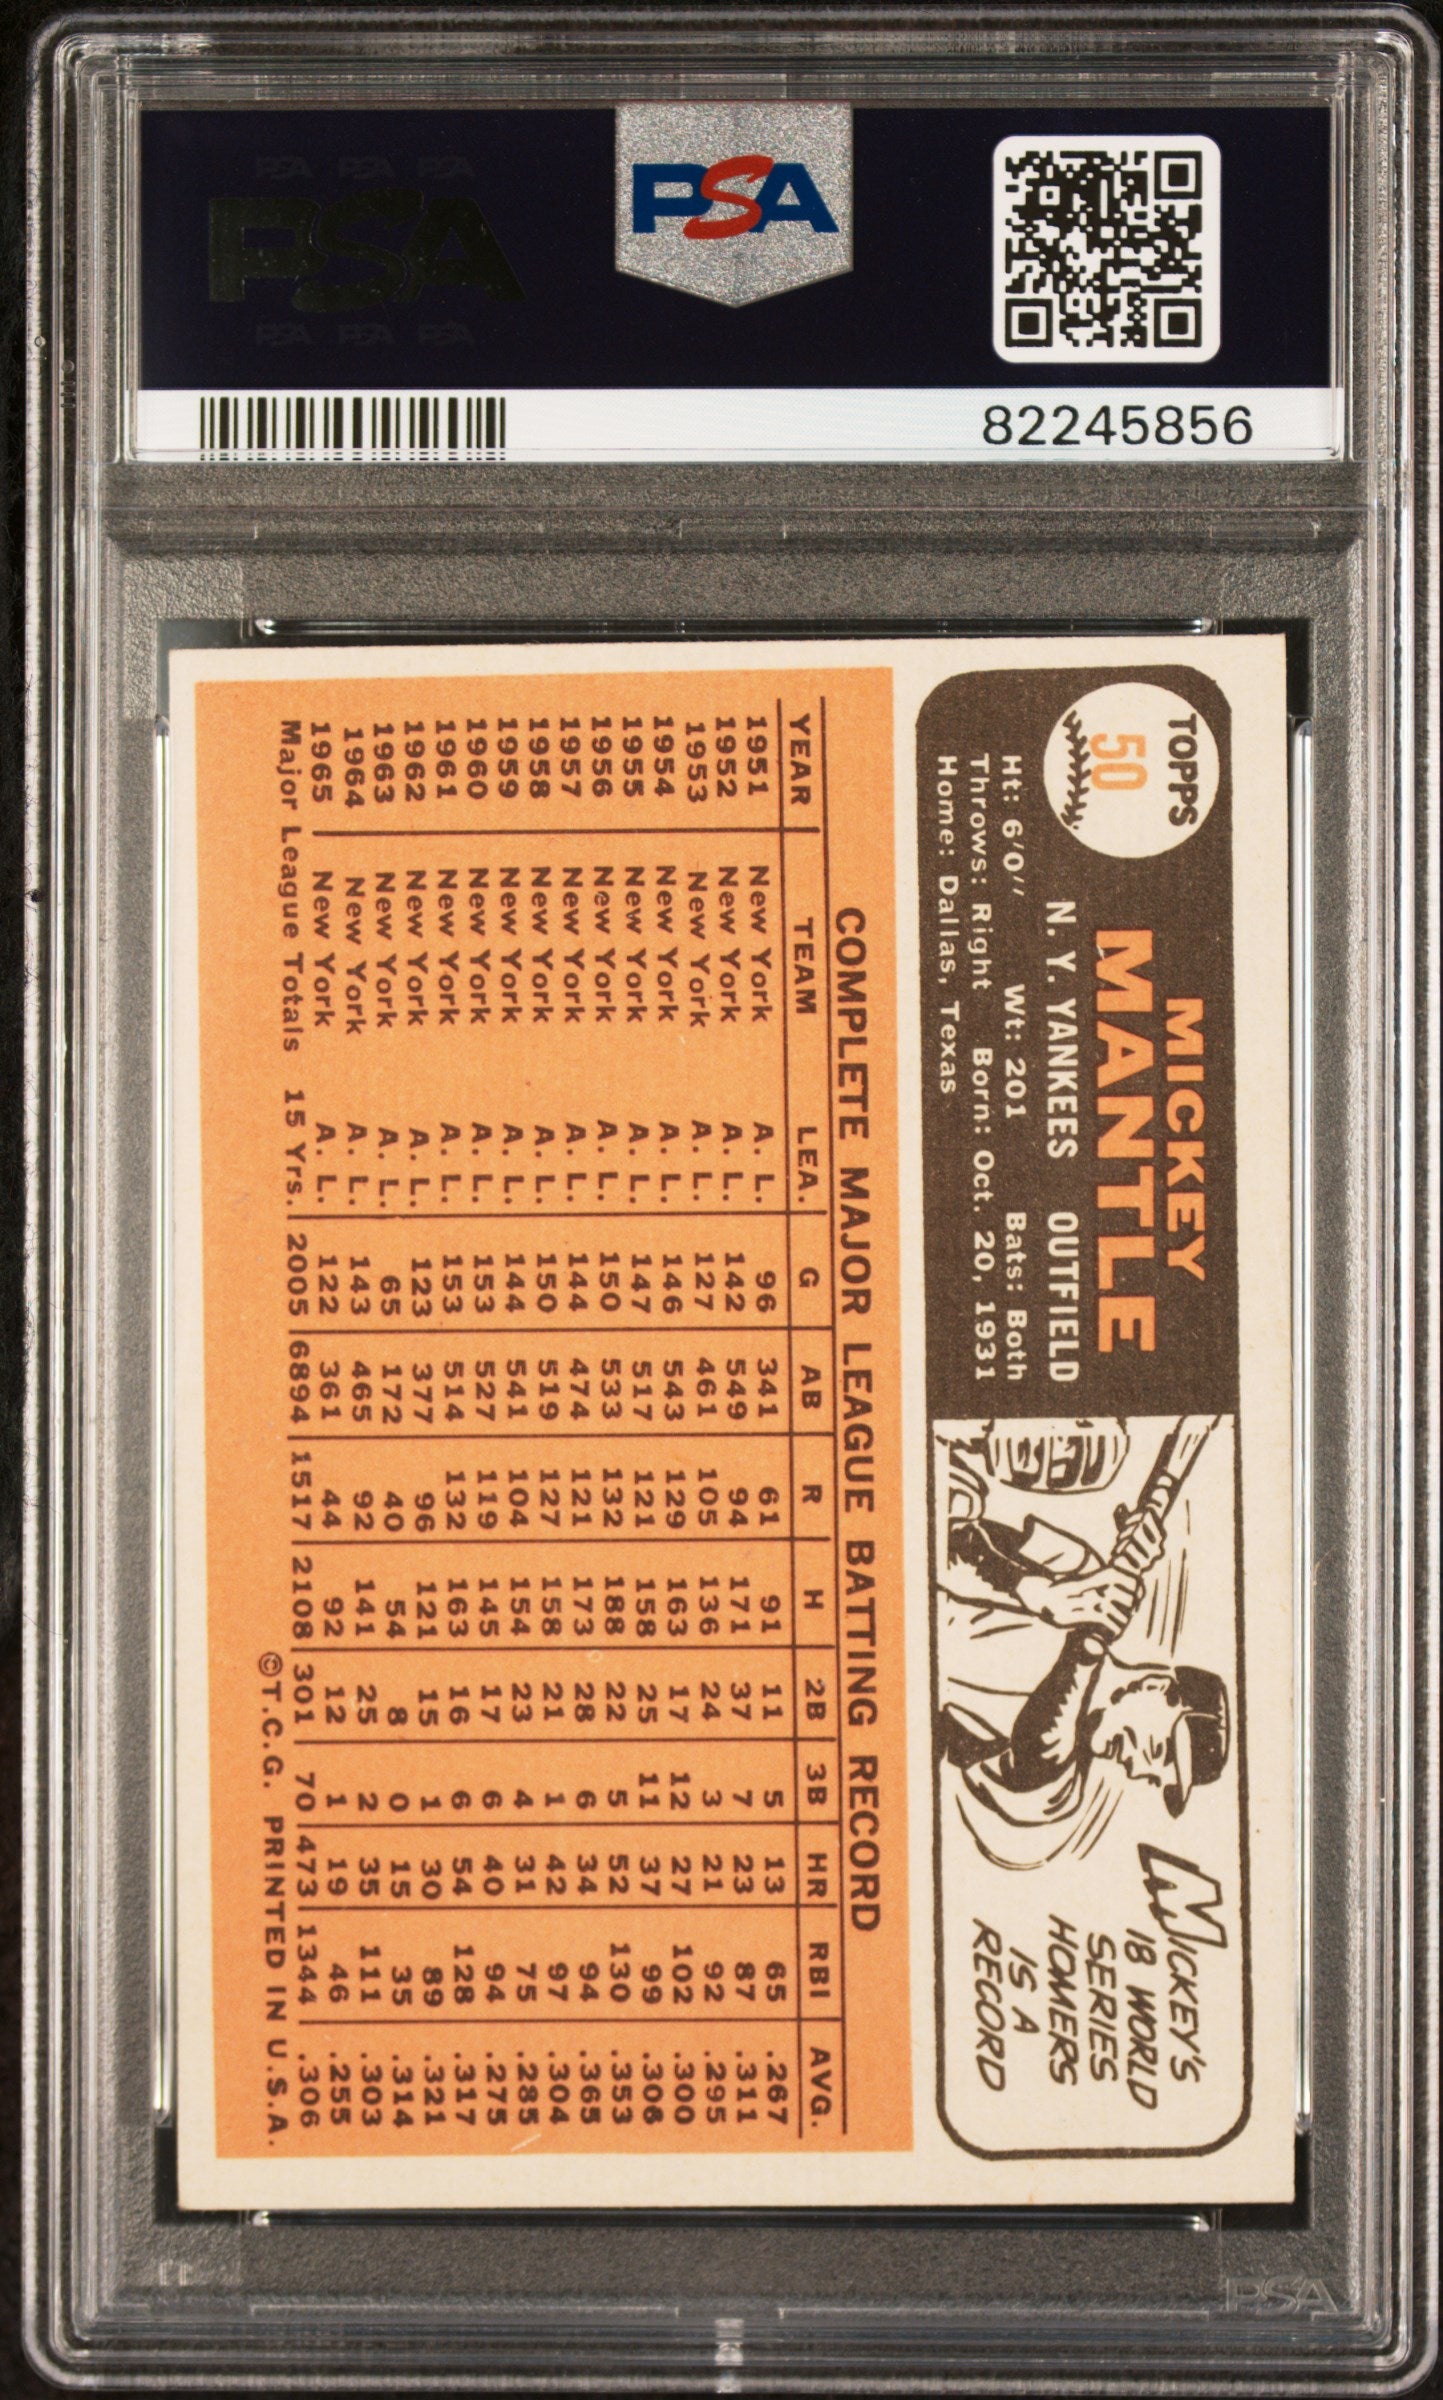 PSA PSA PSA
PSA
PSA PSA PSA
PSA
82245856
TOPPS
50
MICKEY
MANTLE
N. Y. YANKEES OUTFIELD
Ht: 6'0'' Wt: 201 Bats: Both
Throws: Right Born: Oct. 20, 1931
Home: Dallas, Texas
MICKEY'S
18 WORLD
SERIES
HOMERS
IS A
RECORD
COMPLETE MAJOR LEAGUE BATTING RECORD
YEAR TEAM LEA. G AB R H 2B 3B HR RBI AVG.
1951 New York A. L. 96 341 61 91 11 5 13 65 .267
1952 New York A. L. 142 549 94 171 37 7 23 87 .311
1953 New York A. L. 127 461 105 136 24 3 21 92 .295
1954 New York A. L. 146 543 129 163 17 12 27 102 .300
1955 New York A. L. 147 517 121 158 25 11 37 99 .306
1956 New York A. L. 150 533 132 188 22 5 52 130 .353
1957 New York A. L. 144 474 121 173 28 6 34 94 .365
1958 New York A. L. 150 519 127 158 21 1 42 97 .304
1959 New York A. L. 144 541 104 154 23 4 31 75 .285
1960 New York A. L. 153 527 119 145 17 6 40 94 .275
1961 New York A. L. 153 514 132 163 16 6 54 128 .317
1962 New York A. L. 123 377 96 121 15 1 30 89 .321
1963 New York A. L. 65 172 40 54 8 0 15 35 .314
1964 New York A. L. 143 465 92 141 25 2 35 111 .303
1965 New York A. L. 122 361 44 92 12 1 19 46 .255
Major League Totals 15 Yrs. 2005 6894 1517 2108 301 70 473 1344 .306
©T.C.G. PRINTED IN U.S.A.
PSA